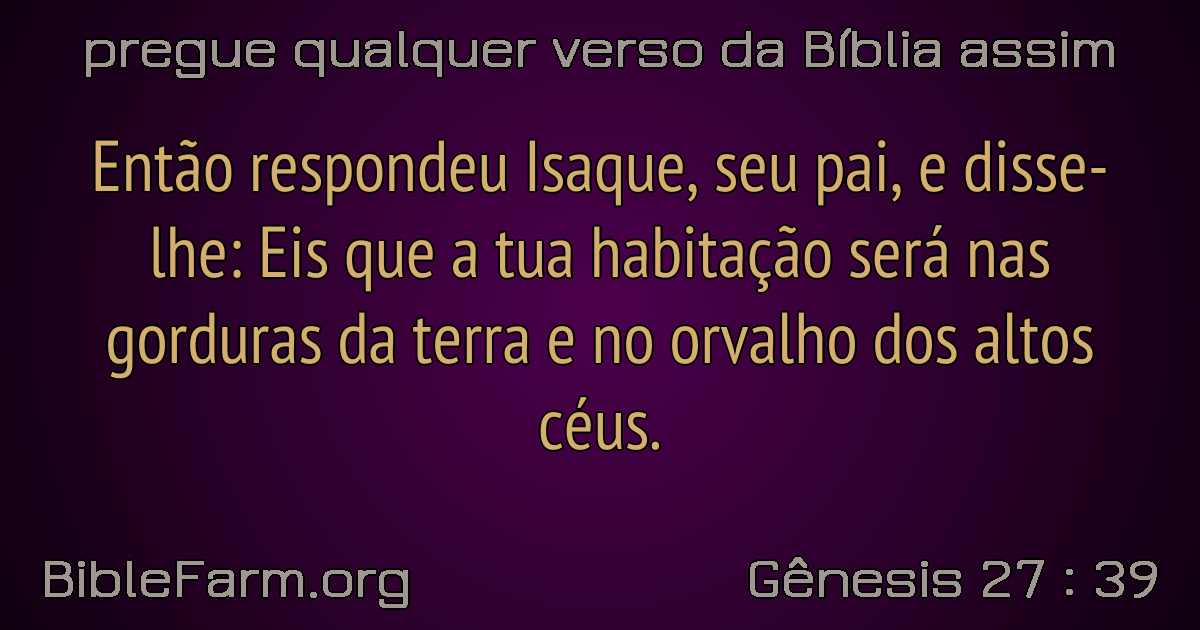 pregue qualquer verso da Bíblia assim
Então respondeu Isaque, seu pai, e disse-
lhe: Eis que a tua habitação será nas
gorduras da terra e no orvalho dos altos
céus.
BibleFarm.org
Gênesis 27 : 39